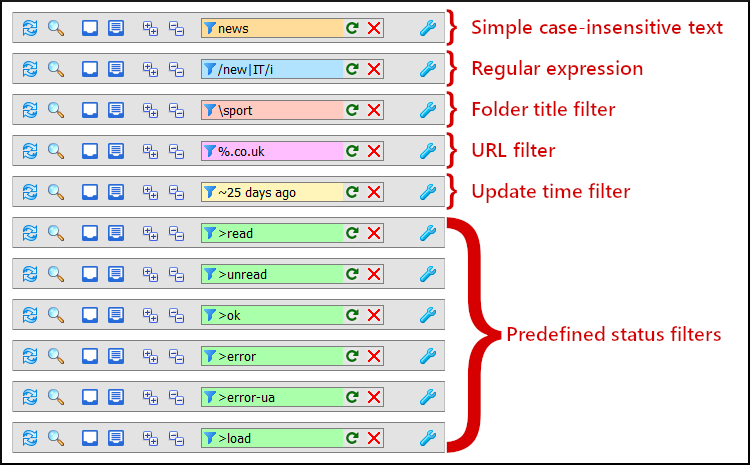 news
Simple case-insensitive text
/new|IT/i
Regular expression
\sport
Folder title filter
%.co.uk
URL filter
~25 days ago
Update time filter
>read
>unread
>ok
Predefined status filters
>error
>error-ua
>load